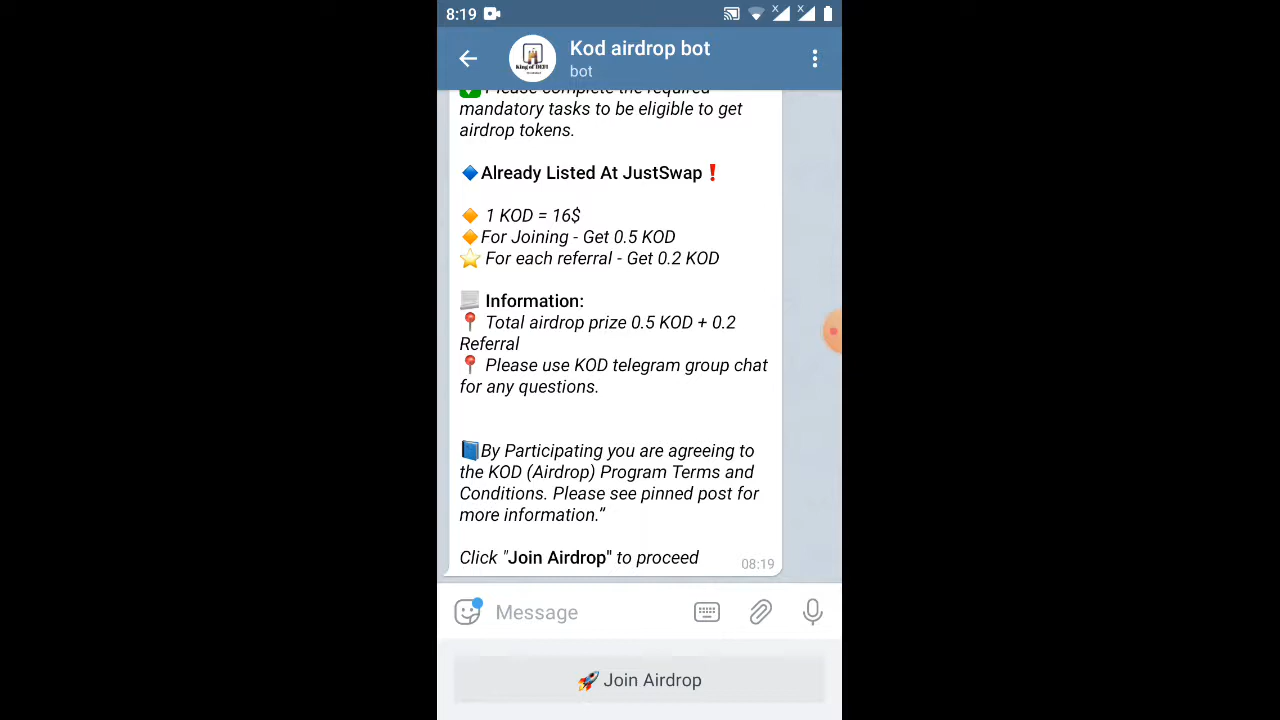 8:19
Kod airdrop bot
bot
King of DEFI
✅ Please complete the required
mandatory tasks to be eligible to get
airdrop tokens.
🔷Already Listed At JustSwap❗
🔶 1 KOD = 16$
🔶For Joining - Get 0.5 KOD
⭐ For each referral - Get 0.2 KOD
📃 Information:
📍 Total airdrop prize 0.5 KOD + 0.2
Referral
📍 Please use KOD telegram group chat
for any questions.
📘By Participating you are agreeing to
the KOD (Airdrop) Program Terms and
Conditions. Please see pinned post for
more information.”
Click "Join Airdrop" to proceed
08:19
Message
🚀 Join Airdrop